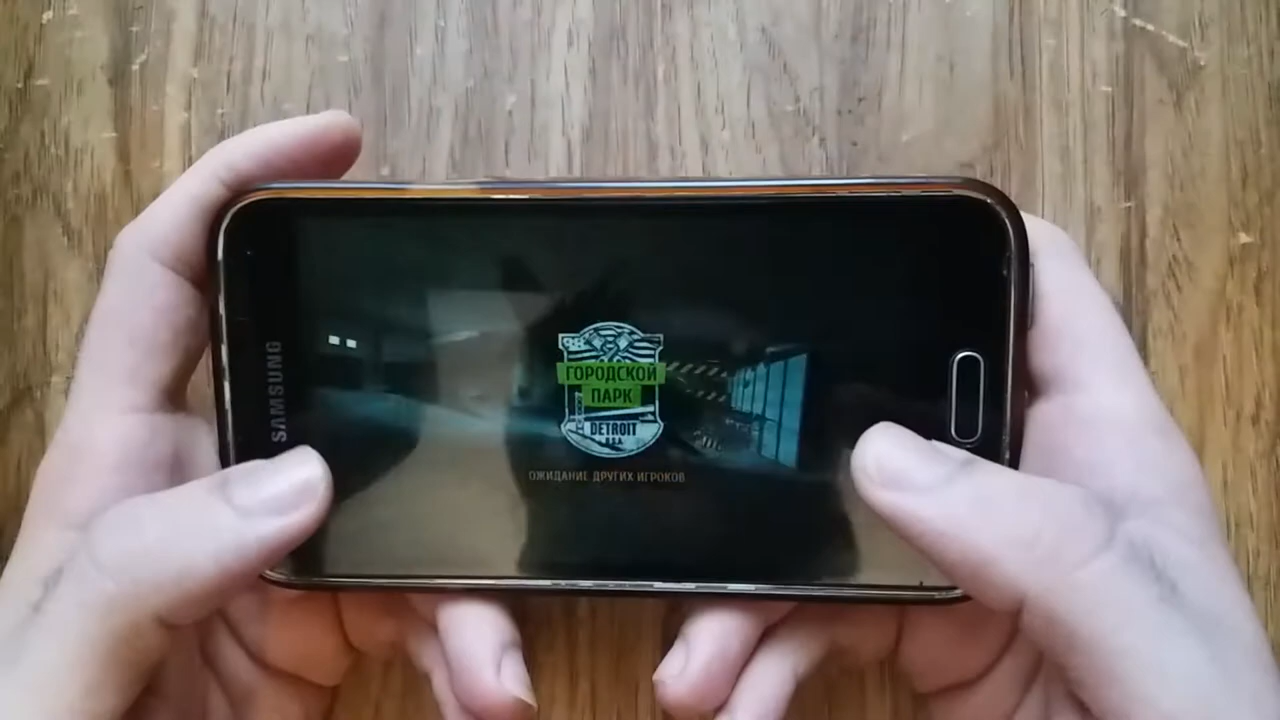 SAMSUNG
ГОРОДСКОЙ
ПАРК
DETROIT
U.S.A.
ОЖИДАНИЕ ДРУГИХ ИГРОКОВ